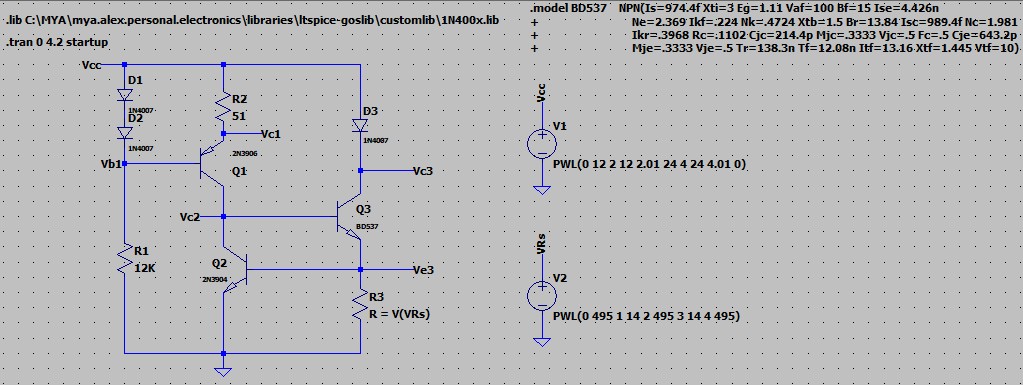 .lib C:\MYA\mya.alex.personal.electronics\libraries\ltspice-goslib\customlib\1N400x.lib
.tran 0 4.2 startup
.model BD537 NPN(Is=974.4f Xti=3 Eg=1.11 Vaf=100 Bf=15 Ise=4.426n
+ Ne=2.369 Ikf=.224 Nk=.4724 Xtb=1.5 Br=13.84 Isc=989.4f Nc=1.981
+ Ikr=.3968 Rc=.1102 Cjc=214.4p Mjc=.3333 Vjc=.5 Fc=.5 Cje=643.2p
+ Mje=.3333 Vje=.5 Tr=138.3n Tf=12.08n Itf=13.16 Xtf=1.445 Vtf=10)
Vcc
D1
1N4007
D2
1N4007
R2
51
D3
1N4007
Vc1
Vb1
2N3906
Q1
Vc3
Vc2
Q3
BD537
R1
12K
Q2
2N3904
Ve3
R3
R = V(VRs)
Vcc
V1
PWL(0 12 2 12 2.01 24 4 24 4.01 0)
VRs
V2
PWL(0 495 1 14 2 495 3 14 4 495)